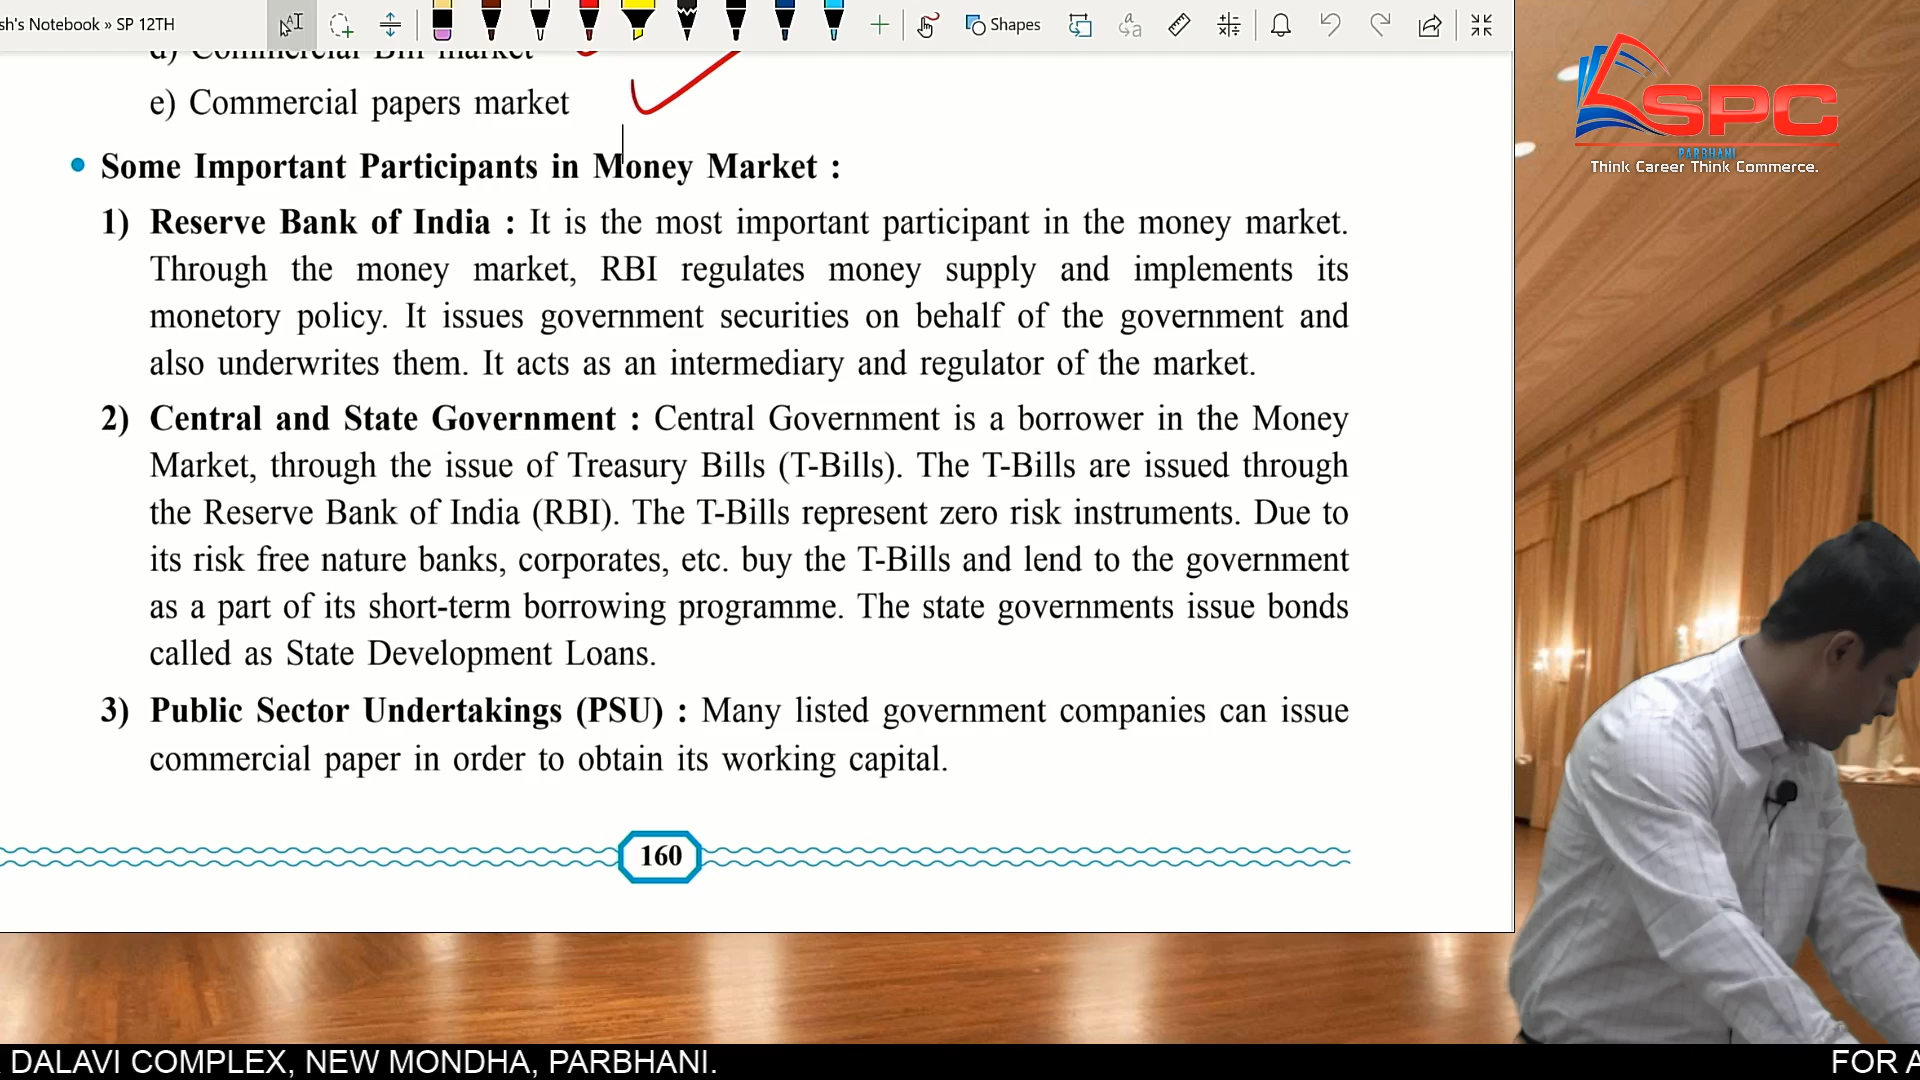 sh's Notebook » SP 12TH
Shapes
d) Commercial Bill market
e) Commercial papers market
• Some Important Participants in Money Market :
1) Reserve Bank of India : It is the most important participant in the money market.
Through the money market, RBI regulates money supply and implements its
monetory policy. It issues government securities on behalf of the government and
also underwrites them. It acts as an intermediary and regulator of the market.
2) Central and State Government : Central Government is a borrower in the Money
Market, through the issue of Treasury Bills (T-Bills). The T-Bills are issued through
the Reserve Bank of India (RBI). The T-Bills represent zero risk instruments. Due to
its risk free nature banks, corporates, etc. buy the T-Bills and lend to the government
as a part of its short-term borrowing programme. The state governments issue bonds
called as State Development Loans.
3) Public Sector Undertakings (PSU) : Many listed government companies can issue
commercial paper in order to obtain its working capital.
160
SPC
PARBHANI
Think Career Think Commerce.
DALAVI COMPLEX, NEW MONDHA, PARBHANI.
FOR A